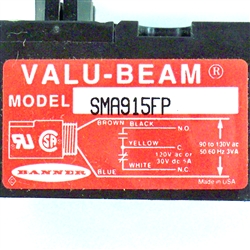 VALU-BEAM®
MODEL SMA915FP
BROWN BLACK N.O.
YELLOW C
120V ac or
30V dc 5A
WHITE N.C.
BLUE
90 to 130V ac
50/60 Hz 3VA
BANNER
Made in USA